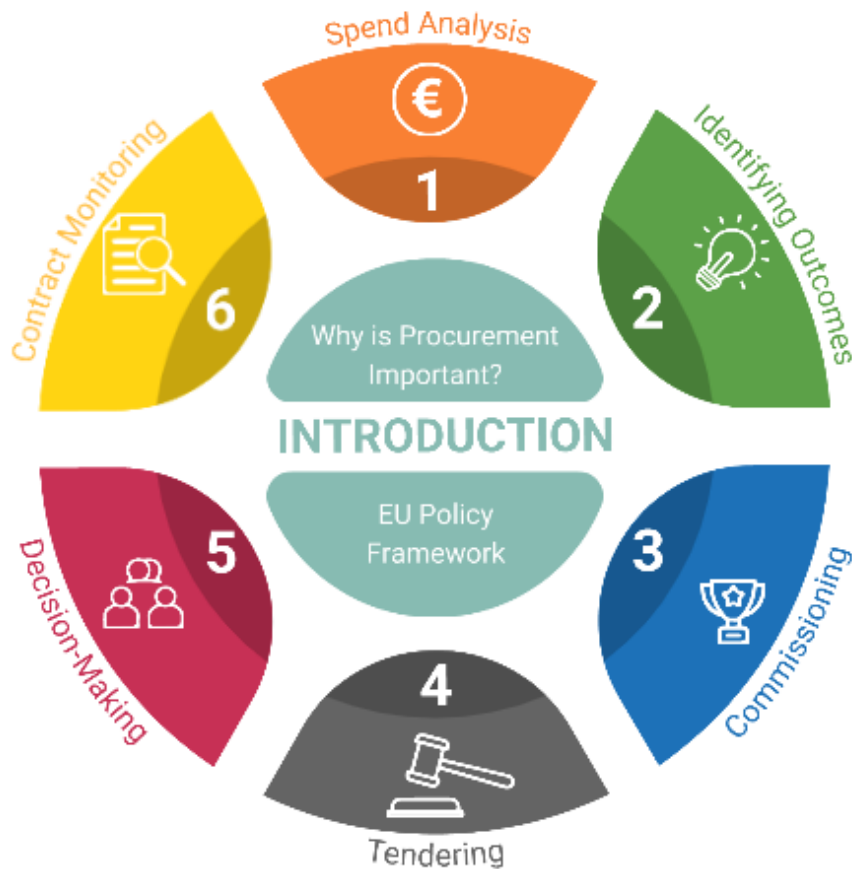 Spend Analysis
€
1
Identifying Outcomes
2
Commissioning
3
Tendering
4
Decision-Making
5
Contract Monitoring
6
Why is Procurement
Important?
INTRODUCTION
EU Policy
Framework